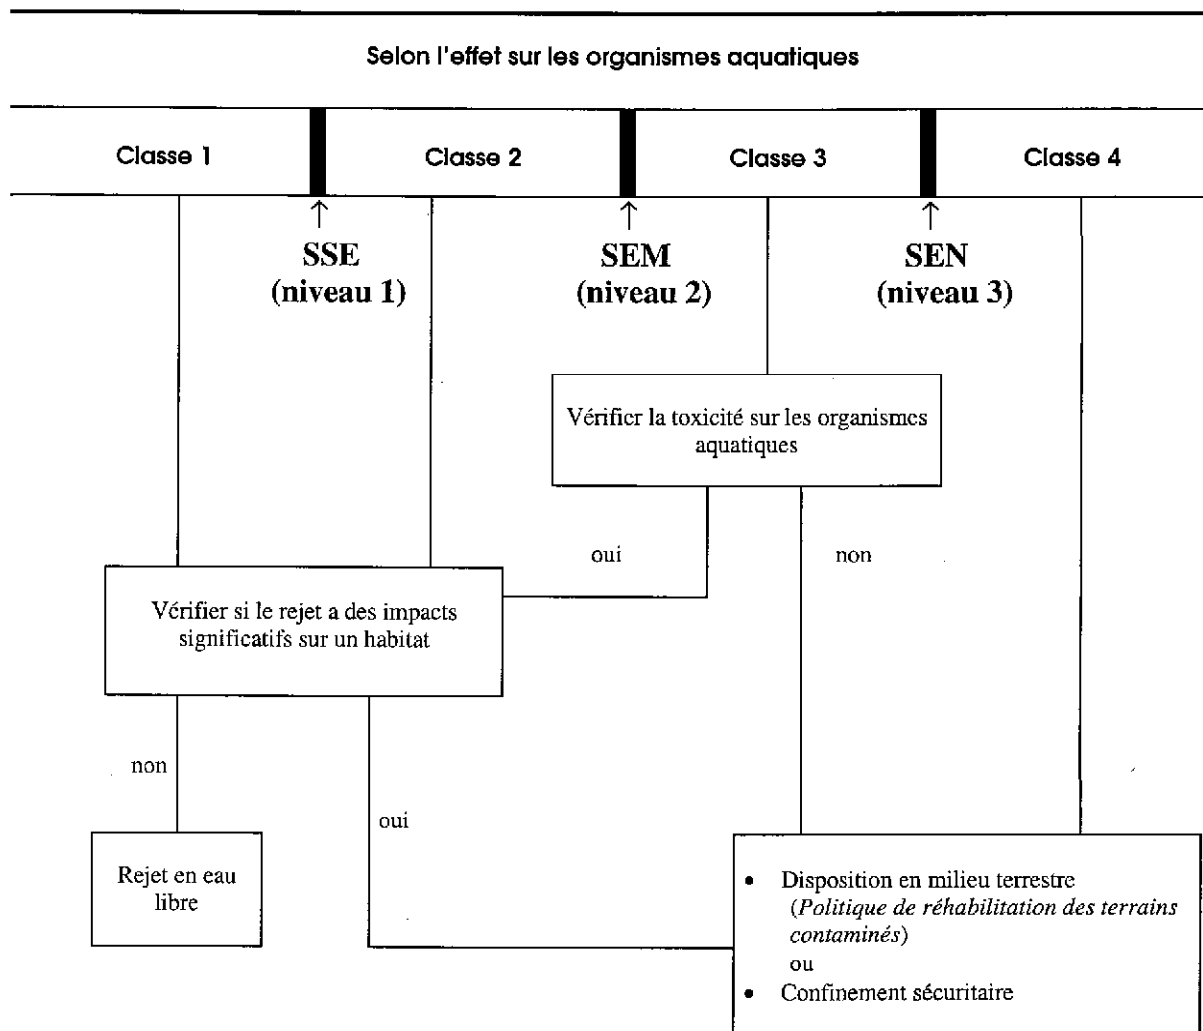 Selon l'effet sur les organismes aquatiques
Classe 1
Classe 2
Classe 3
Classe 4
↑
↑
↑
SSE
(niveau 1)
SEM
(niveau 2)
SEN
(niveau 3)
Vérifier la toxicité sur les organismes
aquatiques
oui
non
Vérifier si le rejet a des impacts
significatifs sur un habitat
non
oui
Rejet en eau
libre
• Disposition en milieu terrestre
(Politique de réhabilitation des terrains
contaminés)
ou
• Confinement sécuritaire